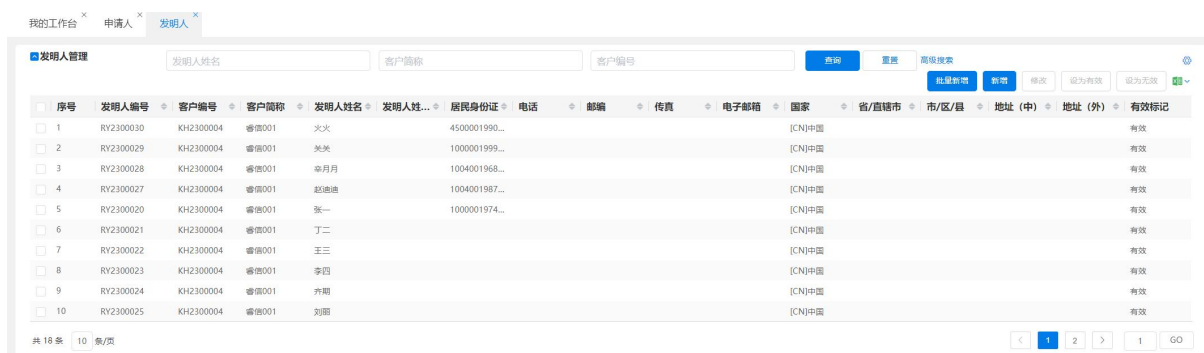 我的工作台 申请人 发明人
发明人管理 发明人姓名 客户简称 客户编号 查询 重置 高级搜索
批量新增 新增 修改 设为有效 设为无效
序号 发明人编号 客户编号 客户简称 发明人姓名 发明人姓... 居民身份证 电话 邮编 传真 电子邮箱 国家 省/直辖市 市/区/县 地址（中） 地址（外） 有效标记
1 RY2300030 KH2300004 睿信001 火火 4500001990... [CN]中国 有效
2 RY2300029 KH2300004 睿信001 关关 1000001999... [CN]中国 有效
3 RY2300028 KH2300004 睿信001 辛月月 1004001968... [CN]中国 有效
4 RY2300027 KH2300004 睿信001 赵迪迪 1004001987... [CN]中国 有效
5 RY2300020 KH2300004 睿信001 张一 1000001974... [CN]中国 有效
6 RY2300021 KH2300004 睿信001 丁二 [CN]中国 有效
7 RY2300022 KH2300004 睿信001 王三 [CN]中国 有效
8 RY2300023 KH2300004 睿信001 李四 [CN]中国 有效
9 RY2300024 KH2300004 睿信001 齐期 [CN]中国 有效
10 RY2300025 KH2300004 睿信001 刘丽 [CN]中国 有效
共 18 条 10 条/页 1 2 1 GO